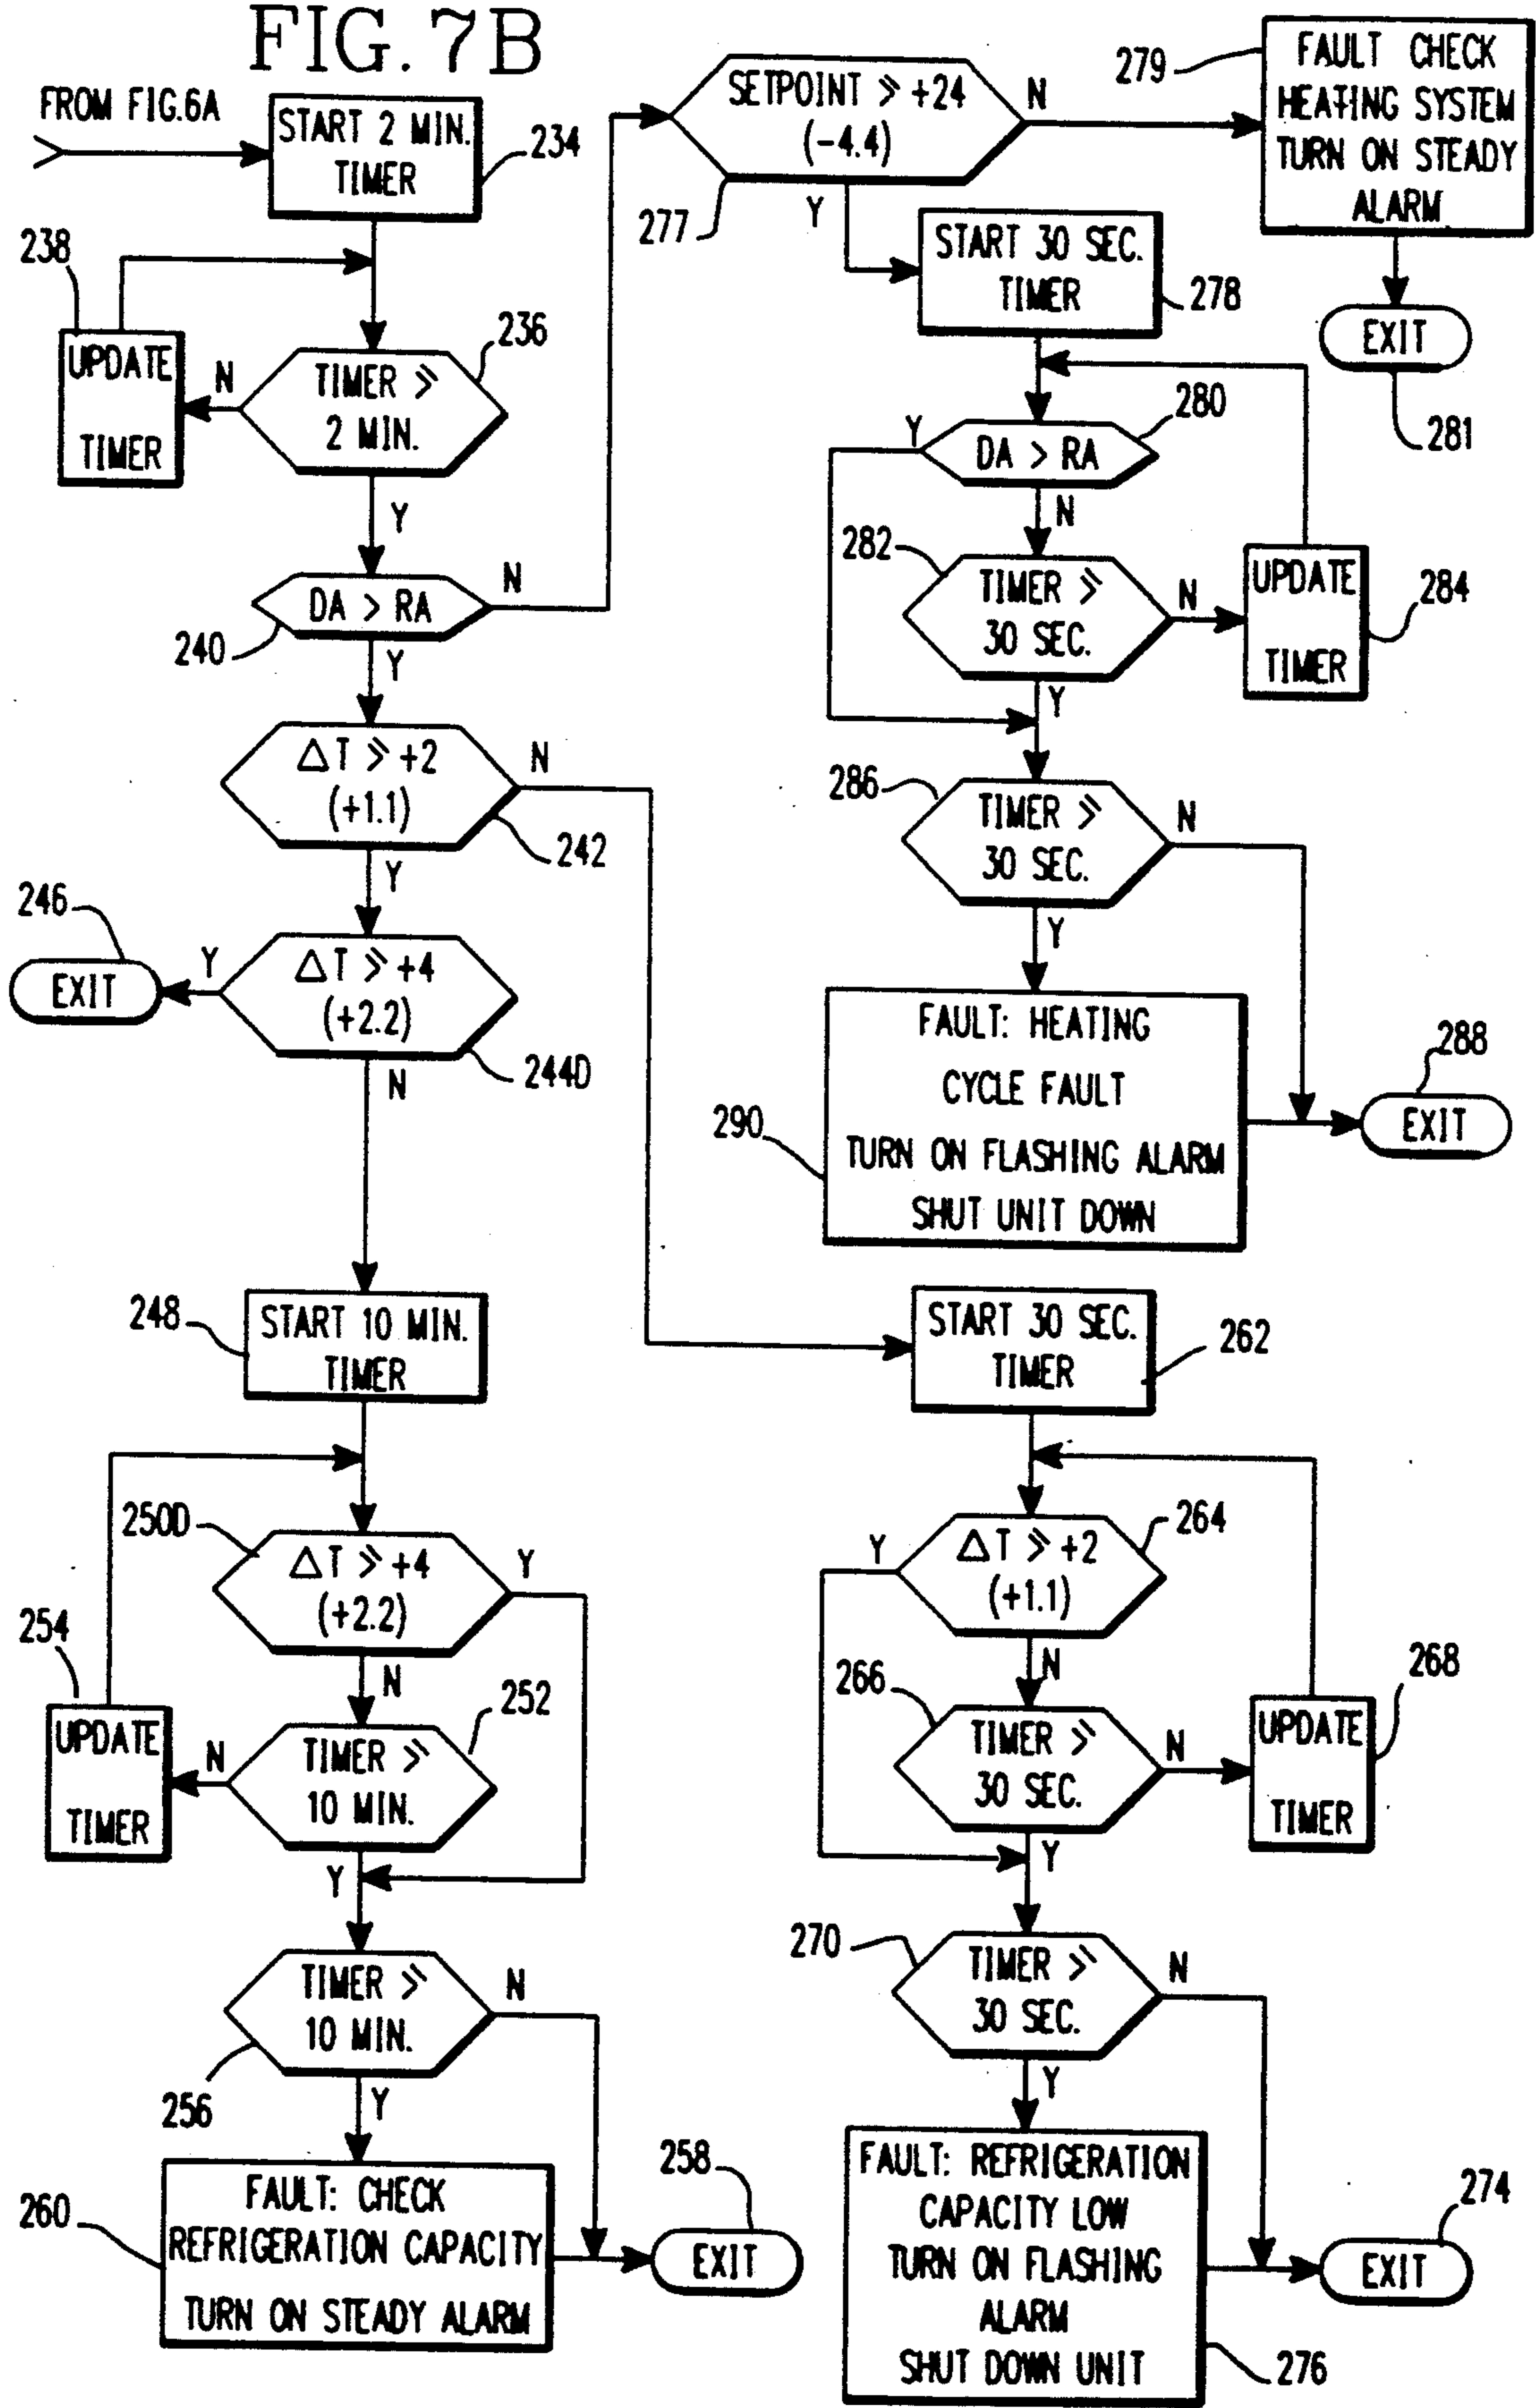 FIG. 7B
FROM FIG.6A
START 2 MIN.
TIMER
234
238
UPDATE
TIMER
N
TIMER ⩾
2 MIN.
236
Y
DA > RA
N
240
Y
△T ⩾ +2
(+1.1)
N
242
Y
246
EXIT
Y
△T ⩾ +4
(+2.2)
244D
N
248
START 10 MIN.
TIMER
250D
△T ⩾ +4
(+2.2)
Y
254
UPDATE
TIMER
N
N
252
TIMER ⩾
10 MIN.
Y
TIMER ⩾
10 MIN.
N
256
Y
260
FAULT: CHECK
REFRIGERATION CAPACITY
TURN ON STEADY ALARM
258
EXIT
SETPOINT ⩾ +24
(-4.4)
N
277
Y
279
FAULT CHECK
HEATING SYSTEM
TURN ON STEADY
ALARM
EXIT
281
START 30 SEC.
TIMER
278
Y
DA > RA
280
N
282
TIMER ⩾
30 SEC.
N
UPDATE
TIMER
284
Y
286
TIMER ⩾
30 SEC.
N
Y
290
FAULT: HEATING
CYCLE FAULT
TURN ON FLASHING ALARM
SHUT UNIT DOWN
288
EXIT
START 30 SEC.
TIMER
262
Y
△T ⩾ +2
(+1.1)
264
N
266
TIMER ⩾
30 SEC.
N
UPDATE
TIMER
268
Y
270
TIMER ⩾
30 SEC.
N
Y
FAULT: REFRIGERATION
CAPACITY LOW
TURN ON FLASHING
ALARM
SHUT DOWN UNIT
276
274
EXIT